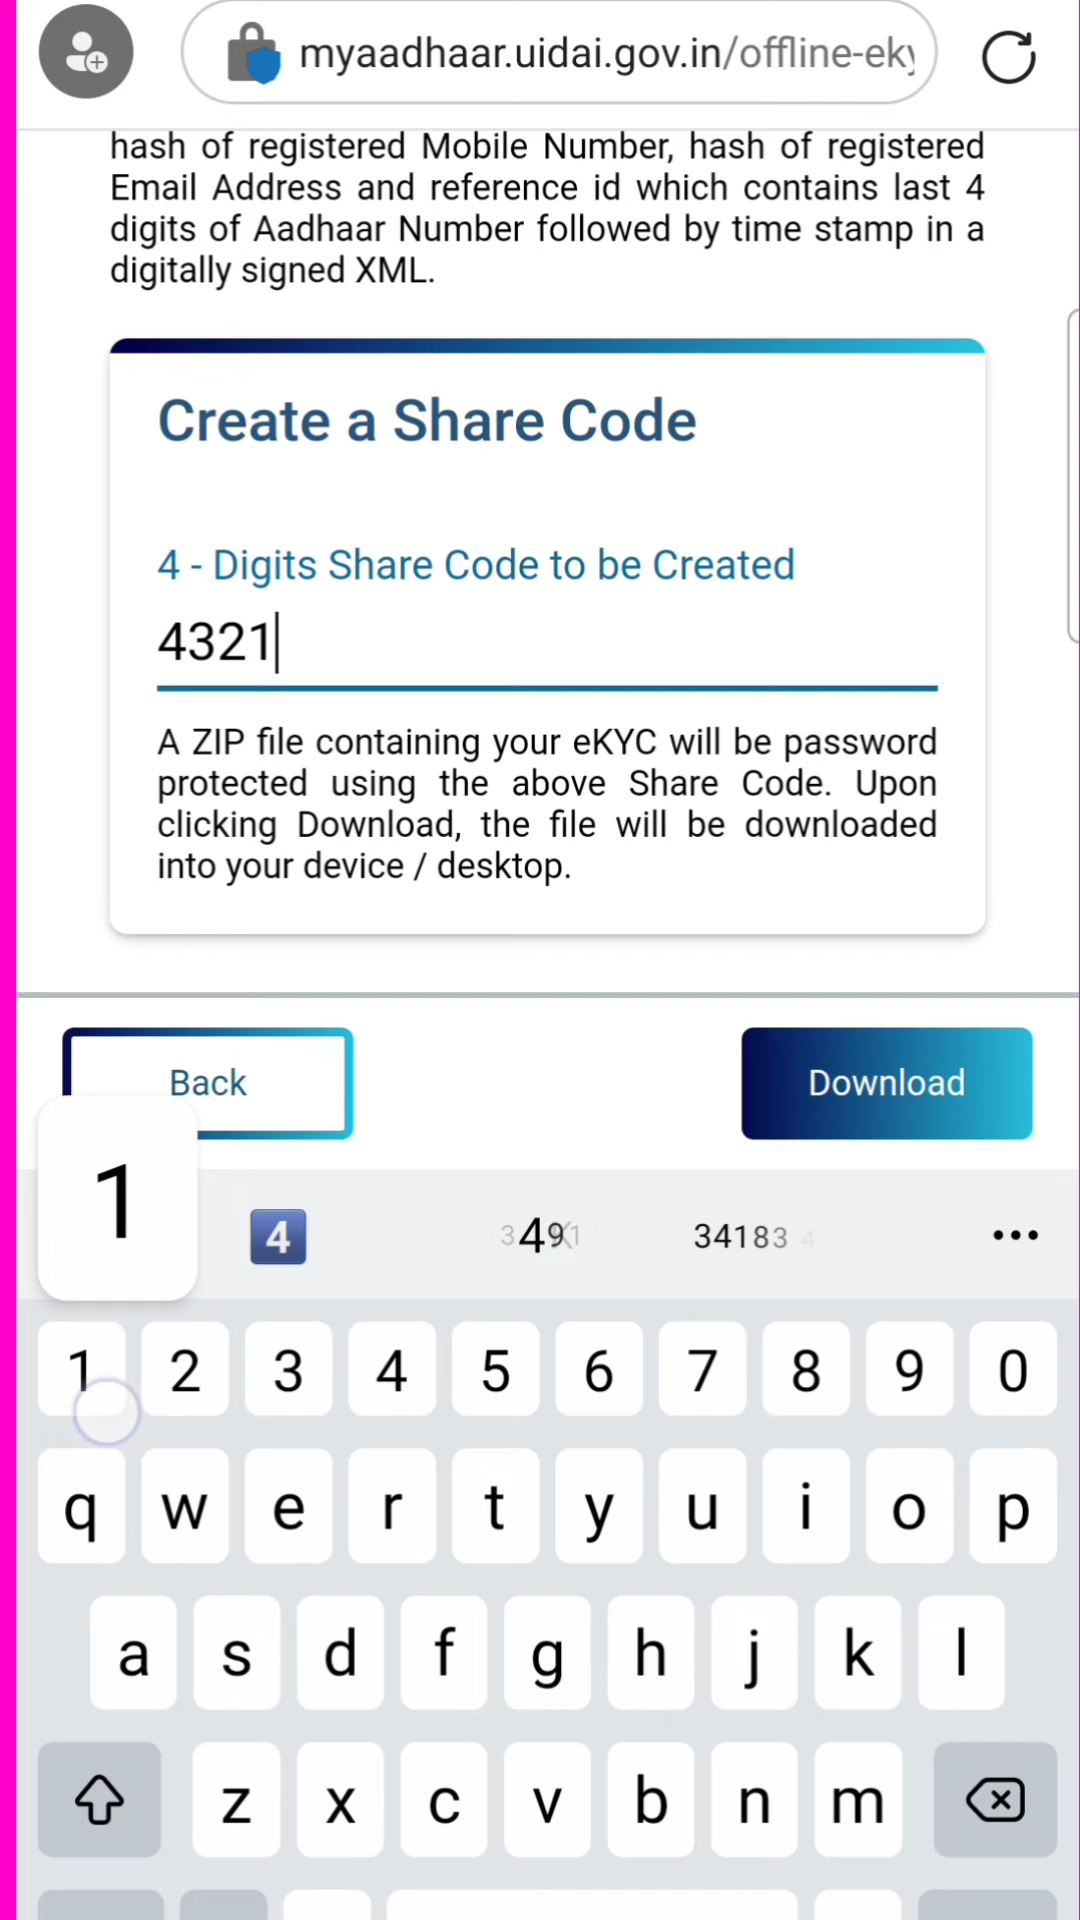 myaadhaar.uidai.gov.in/offline-eky
hash of registered Mobile Number, hash of registered
Email Address and reference id which contains last 4
digits of Aadhaar Number followed by time stamp in a
digitally signed XML.
Create a Share Code
4 - Digits Share Code to be Created
4321
A ZIP file containing your eKYC will be password
protected using the above Share Code. Upon
clicking Download, the file will be downloaded
into your device / desktop.
Back Download
1
4 34183
1 2 3 4 5 6 7 8 9 0
q w e r t y u i o p
a s d f g h j k l
z x c v b n m